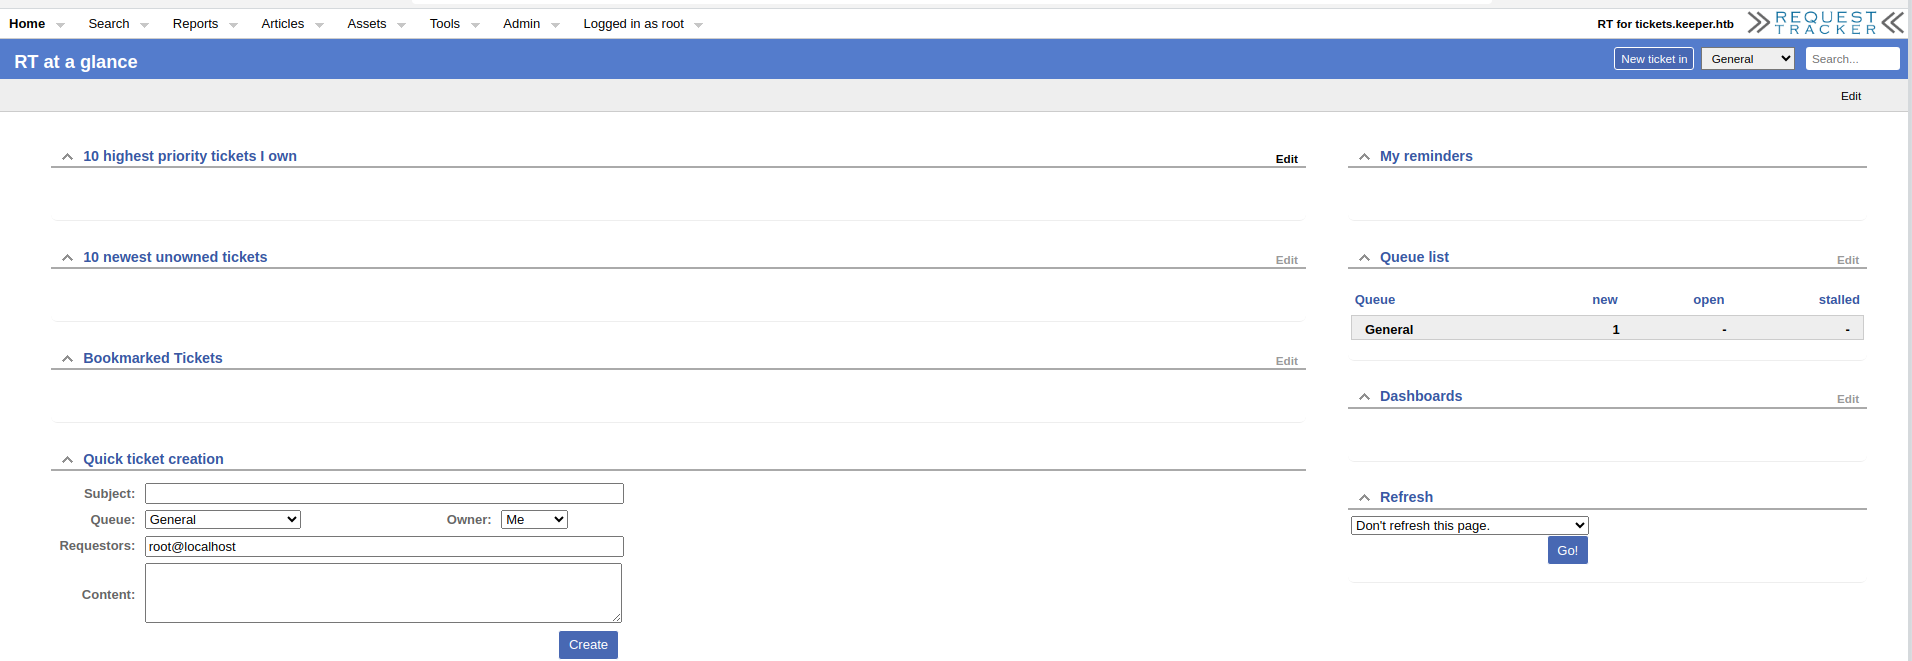 Home Search Reports Articles Assets Tools Admin Logged in as root RT for tickets.keeper.htb REQUEST TRACKER
RT at a glance New ticket in General Search...
Edit
10 highest priority tickets I own Edit
My reminders
10 newest unowned tickets Edit
Queue list Edit
Queue new open stalled
General 1 - -
Bookmarked Tickets Edit
Dashboards Edit
Quick ticket creation
Subject:
Queue: General Owner: Me
Requestors: root@localhost
Content:
Create
Refresh
Don't refresh this page.
Go!